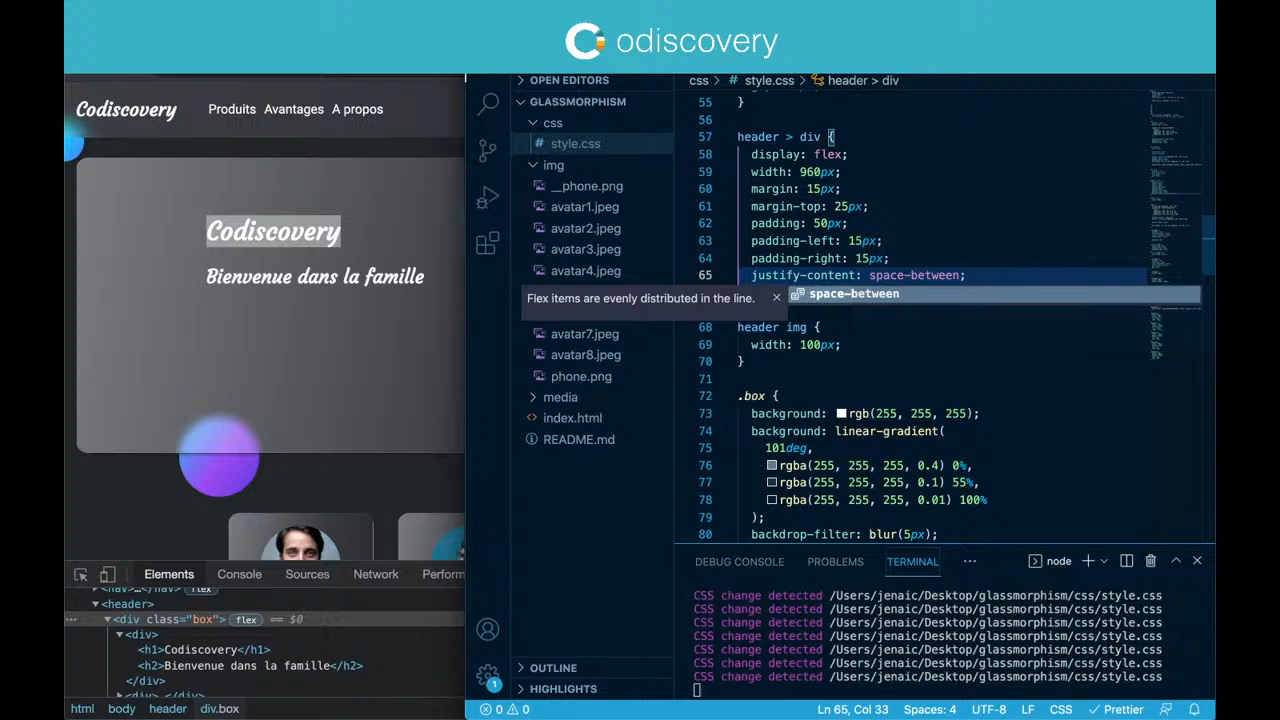 Codiscovery
Codiscovery
Produits Avantages A propos
Codiscovery
Bienvenue dans la famille
Elements Console Sources Network Perform
<nav>…</nav> flex
<header>
<div class="box"> flex == $0
<div>
<h1>Codiscovery</h1>
<h2>Bienvenue dans la famille</h2>
</div>
<div> </div>
html body header div.box
OPEN EDITORS
GLASSMORPHISM
css
# style.css
img
__phone.png
avatar1.jpeg
avatar2.jpeg
avatar3.jpeg
avatar4.jpeg
Flex items are evenly distributed in the line.
avatar7.jpeg
avatar8.jpeg
phone.png
media
<> index.html
README.md
OUTLINE
HIGHLIGHTS
1
css > # style.css > header > div
55 }
56
57 header > div {
58 display: flex;
59 width: 960px;
60 margin: 15px;
61 margin-top: 25px;
62 padding: 50px;
63 padding-left: 15px;
64 padding-right: 15px;
65 justify-content: space-between;
space-between
68 header img {
69 width: 100px;
70 }
71
72 .box {
73 background: rgb(255, 255, 255);
74 background: linear-gradient(
75 101deg,
76 rgba(255, 255, 255, 0.4) 0%,
77 rgba(255, 255, 255, 0.1) 55%,
78 rgba(255, 255, 255, 0.01) 100%
79 );
80 backdrop-filter: blur(5px);
DEBUG CONSOLE PROBLEMS TERMINAL ... node
CSS change detected /Users/jenaic/Desktop/glassmorphism/css/style.css
CSS change detected /Users/jenaic/Desktop/glassmorphism/css/style.css
CSS change detected /Users/jenaic/Desktop/glassmorphism/css/style.css
CSS change detected /Users/jenaic/Desktop/glassmorphism/css/style.css
CSS change detected /Users/jenaic/Desktop/glassmorphism/css/style.css
CSS change detected /Users/jenaic/Desktop/glassmorphism/css/style.css
CSS change detected /Users/jenaic/Desktop/glassmorphism/css/style.css
0 0 Ln 65, Col 33 Spaces: 4 UTF-8 LF CSS Prettier